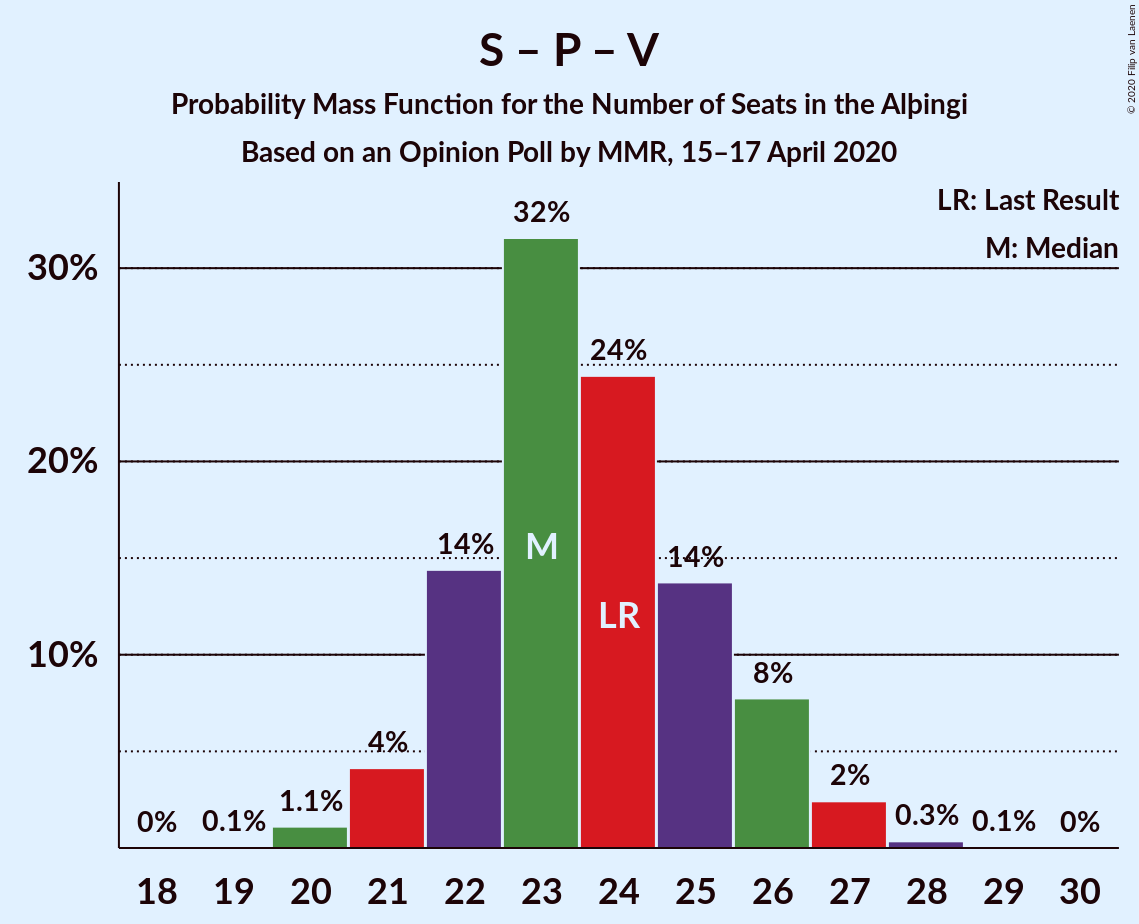 S – P – V
Probability Mass Function for the Number of Seats in the Alþingi
Based on an Opinion Poll by MMR, 15–17 April 2020
© 2020 Filip van Laenen
LR: Last Result
M: Median
30%
20%
10%
0%
0.1%
1.1%
4%
14%
32%
24%
14%
8%
2%
0.3%
0.1%
0%
M
LR
18 19 20 21 22 23 24 25 26 27 28 29 30